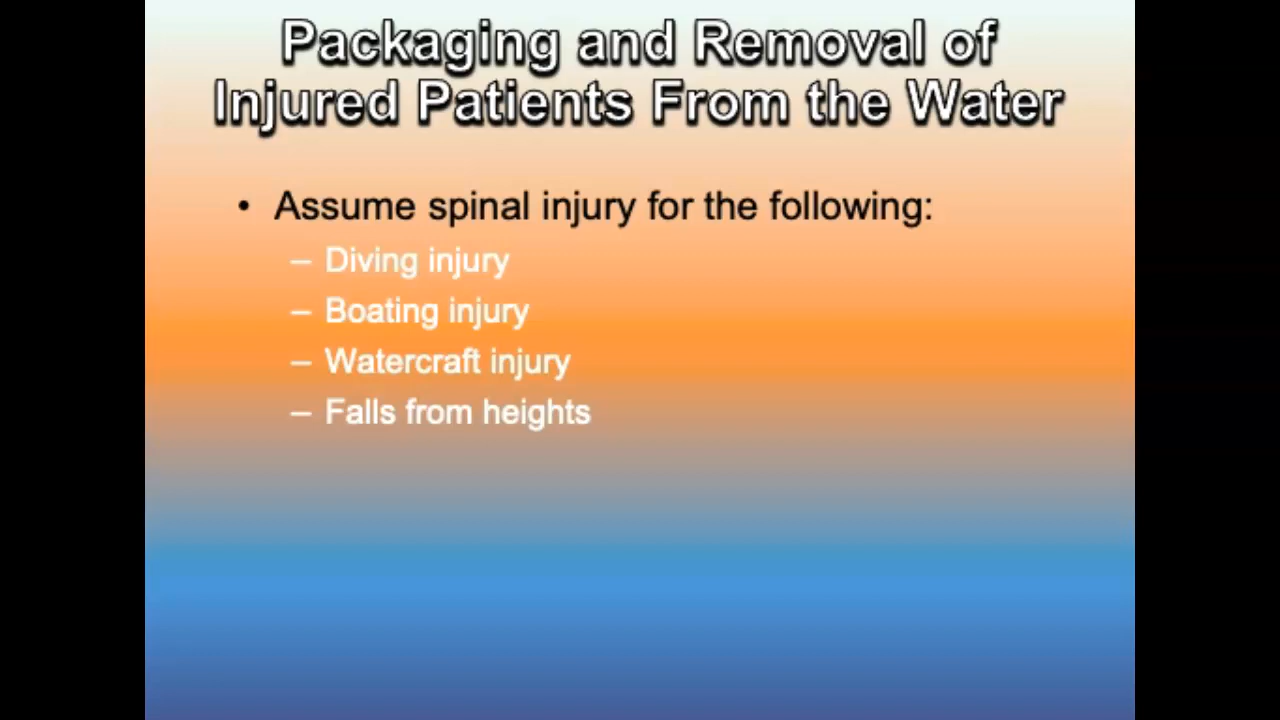 Packaging and Removal of
Injured Patients From the Water
• Assume spinal injury for the following:
– Diving injury
– Boating injury
– Watercraft injury
– Falls from heights